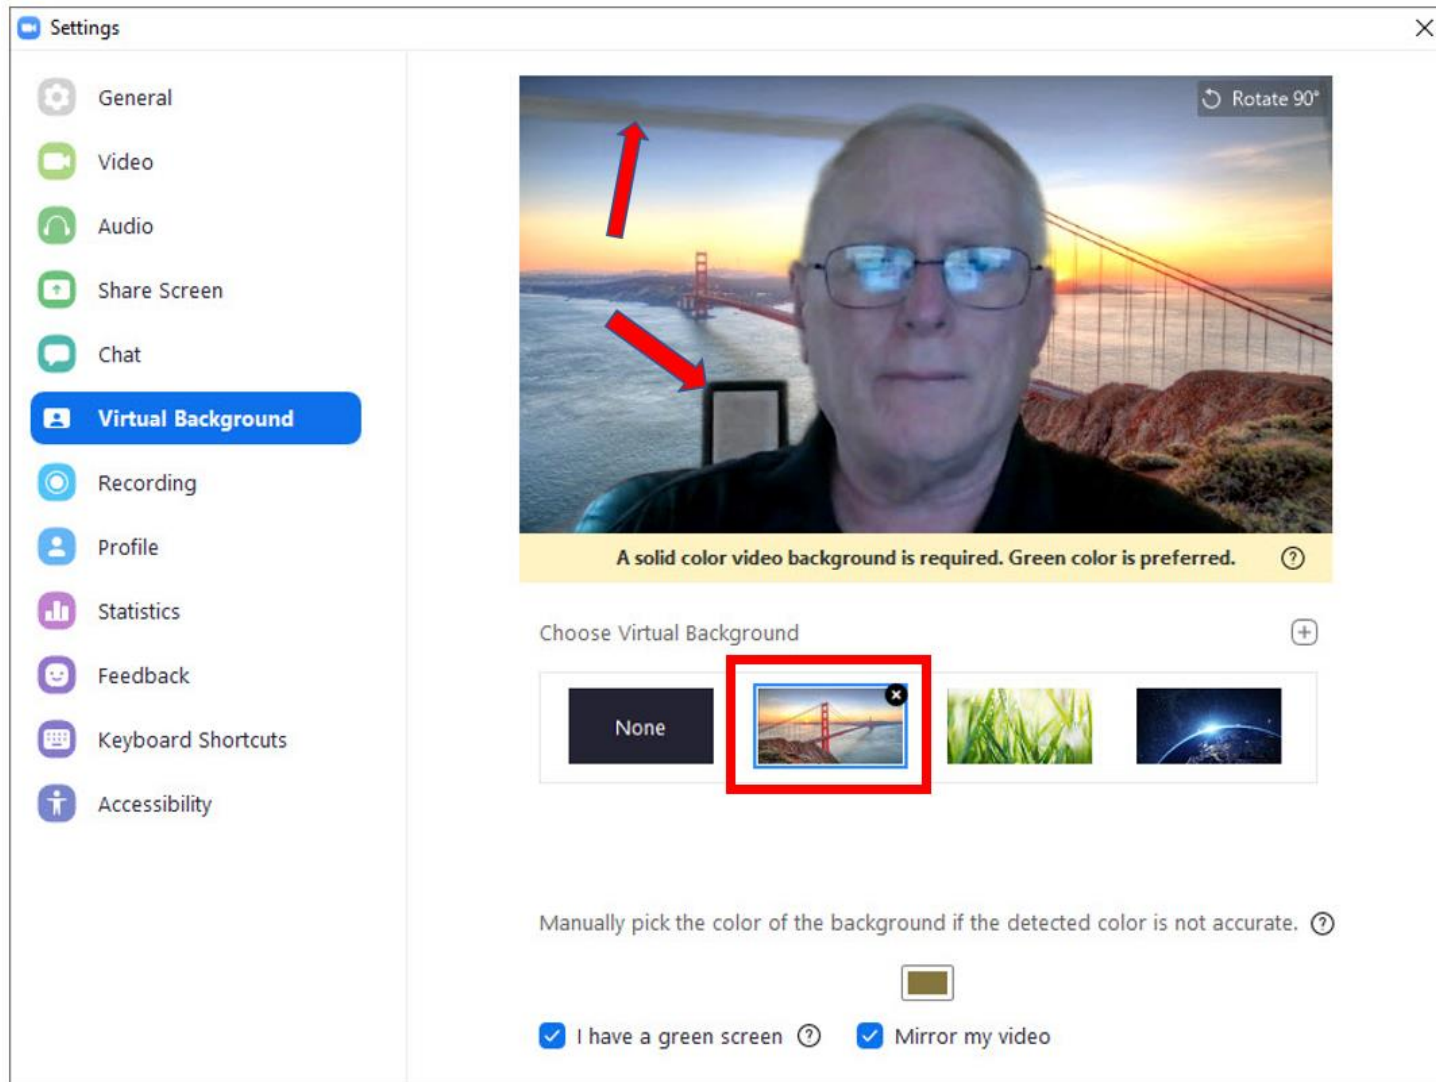 Settings
General
Video
Audio
Share Screen
Chat
Virtual Background
Recording
Profile
Statistics
Feedback
Keyboard Shortcuts
Accessibility
Rotate 90°
A solid color video background is required. Green color is preferred.
Choose Virtual Background
None
Manually pick the color of the background if the detected color is not accurate.
I have a green screen
Mirror my video